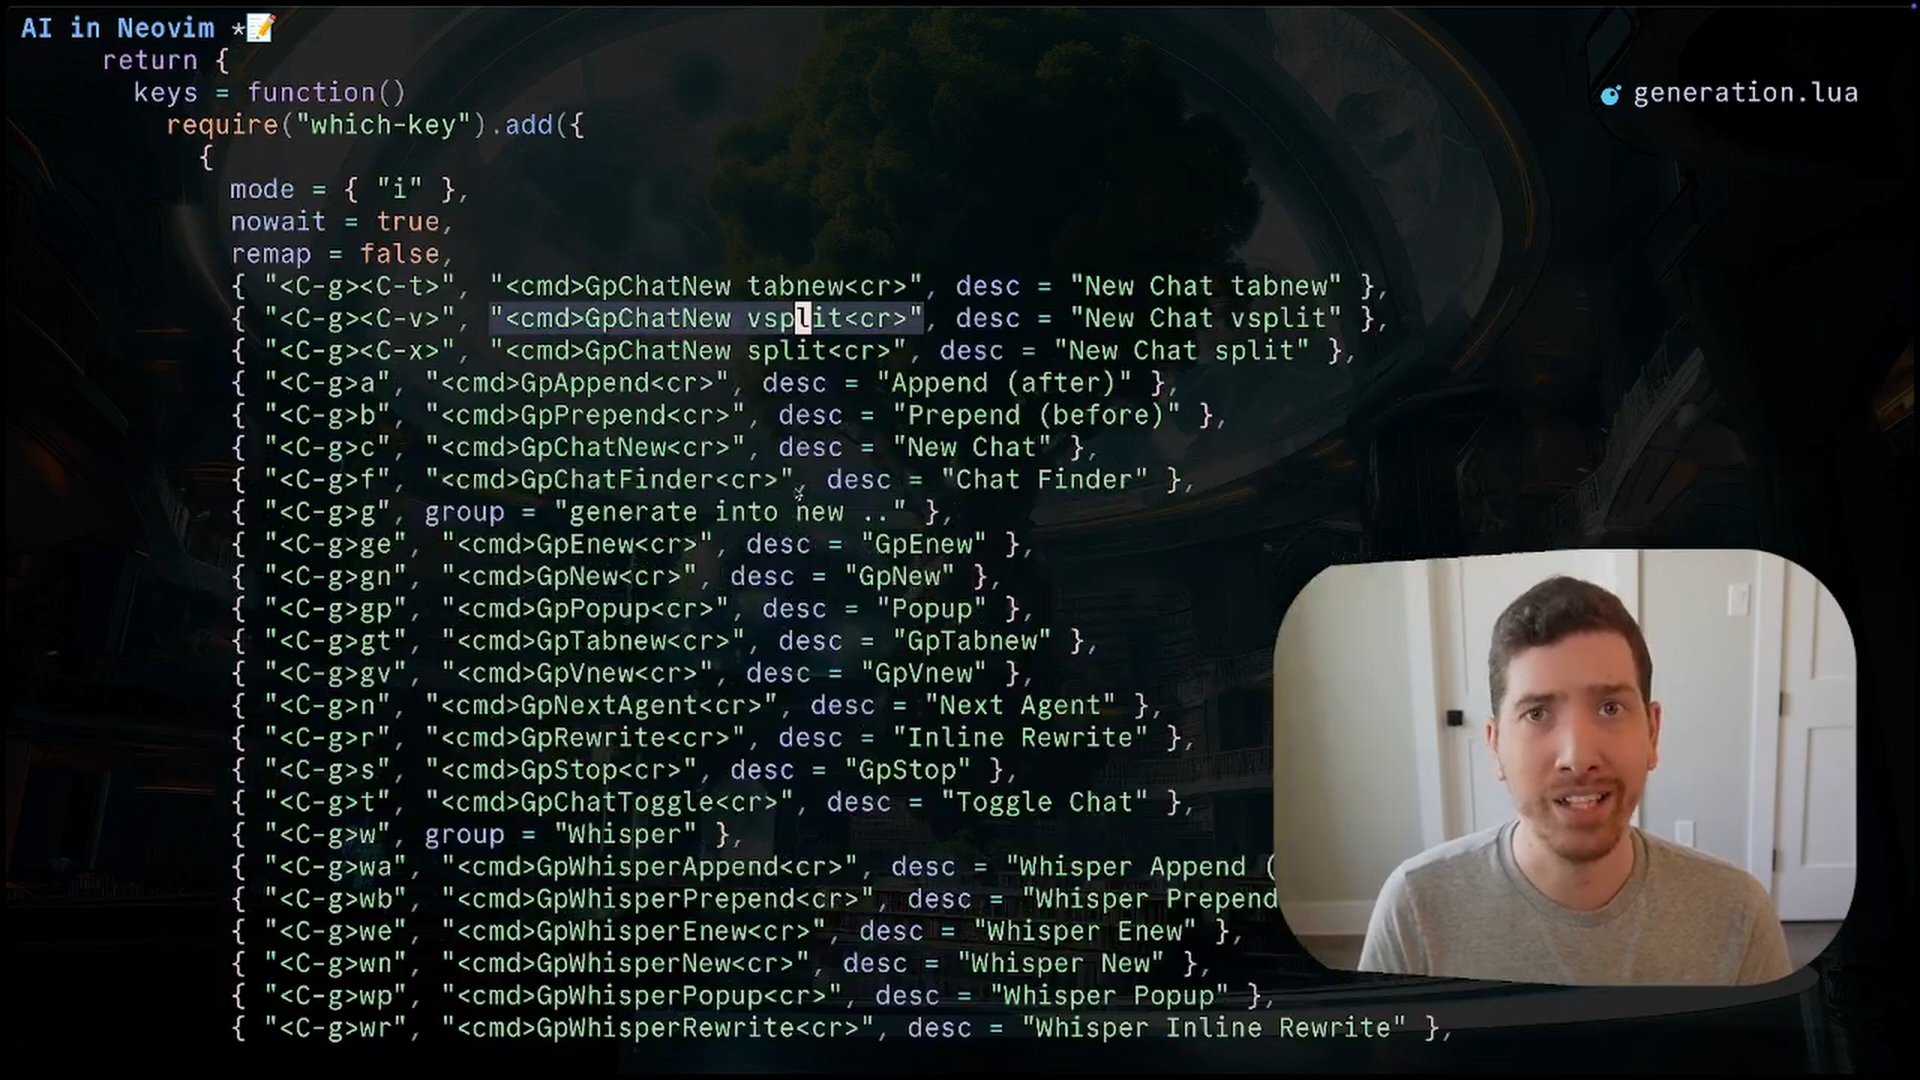 AI in Neovim *
return {
keys = function()
generation.lua
require("which-key").add({
{
mode = { "i" },
nowait = true,
remap = false,
{ "<C-g><C-t>", "<cmd>GpChatNew tabnew<cr>", desc = "New Chat tabnew" },
{ "<C-g><C-v>", "<cmd>GpChatNew vsplit<cr>", desc = "New Chat vsplit" },
{ "<C-g><C-x>", "<cmd>GpChatNew split<cr>", desc = "New Chat split" },
{ "<C-g>a", "<cmd>GpAppend<cr>", desc = "Append (after)" },
{ "<C-g>b", "<cmd>GpPrepend<cr>", desc = "Prepend (before)" },
{ "<C-g>c", "<cmd>GpChatNew<cr>", desc = "New Chat" },
{ "<C-g>f", "<cmd>GpChatFinder<cr>", desc = "Chat Finder" },
{ "<C-g>g", group = "generate into new .." },
{ "<C-g>ge", "<cmd>GpEnew<cr>", desc = "GpEnew" },
{ "<C-g>gn", "<cmd>GpNew<cr>", desc = "GpNew" },
{ "<C-g>gp", "<cmd>GpPopup<cr>", desc = "Popup" },
{ "<C-g>gt", "<cmd>GpTabnew<cr>", desc = "GpTabnew" },
{ "<C-g>gv", "<cmd>GpVnew<cr>", desc = "GpVnew" },
{ "<C-g>n", "<cmd>GpNextAgent<cr>", desc = "Next Agent" },
{ "<C-g>r", "<cmd>GpRewrite<cr>", desc = "Inline Rewrite" },
{ "<C-g>s", "<cmd>GpStop<cr>", desc = "GpStop" },
{ "<C-g>t", "<cmd>GpChatToggle<cr>", desc = "Toggle Chat" },
{ "<C-g>w", group = "Whisper" },
{ "<C-g>wa", "<cmd>GpWhisperAppend<cr>", desc = "Whisper Append (
{ "<C-g>wb", "<cmd>GpWhisperPrepend<cr>", desc = "Whisper Prepend
{ "<C-g>we", "<cmd>GpWhisperEnew<cr>", desc = "Whisper Enew" },
{ "<C-g>wn", "<cmd>GpWhisperNew<cr>", desc = "Whisper New" },
{ "<C-g>wp", "<cmd>GpWhisperPopup<cr>", desc = "Whisper Popup" },
{ "<C-g>wr", "<cmd>GpWhisperRewrite<cr>", desc = "Whisper Inline Rewrite" },